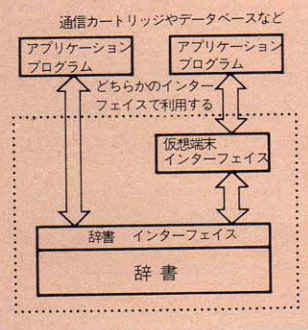 通信カートリッジやデータベースなど
アプリケーション
プログラム
アプリケーション
プログラム
どちらかのインター
フェイスで利用する
仮想端末
インターフェイス
辞書 インターフェイス
辞書